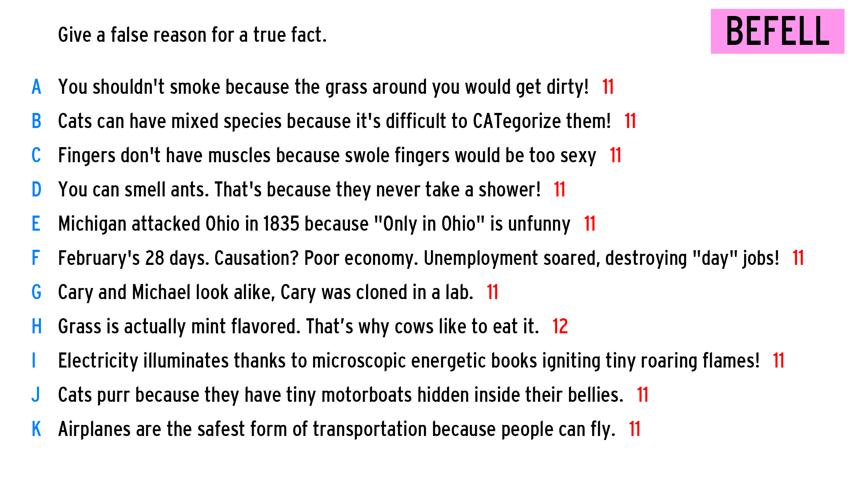 Give a false reason for a true fact.
BEFELL
A You shouldn't smoke because the grass around you would get dirty! 11
B Cats can have mixed species because it's difficult to CATegorize them! 11
C Fingers don't have muscles because swole fingers would be too sexy 11
D You can smell ants. That's because they never take a shower! 11
E Michigan attacked Ohio in 1835 because "Only in Ohio" is unfunny 11
F February's 28 days. Causation? Poor economy. Unemployment soared, destroying "day" jobs! 11
G Cary and Michael look alike, Cary was cloned in a lab. 11
H Grass is actually mint flavored. That’s why cows like to eat it. 12
I Electricity illuminates thanks to microscopic energetic books igniting tiny roaring flames! 11
J Cats purr because they have tiny motorboats hidden inside their bellies. 11
K Airplanes are the safest form of transportation because people can fly. 11